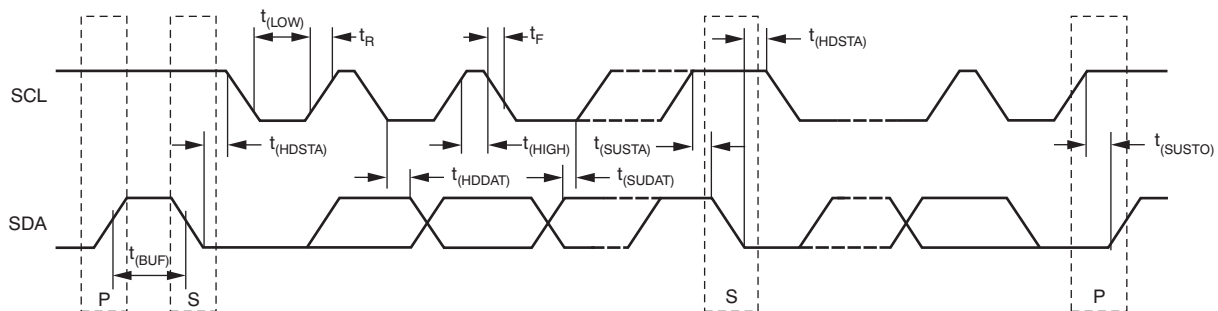 t(LOW)
tR
tF
t(HDSTA)
SCL
t(HDSTA)
t(HIGH)
t(SUSTA)
t(SUSTO)
t(HDDAT)
t(SUDAT)
SDA
t(BUF)
P
S
S
P